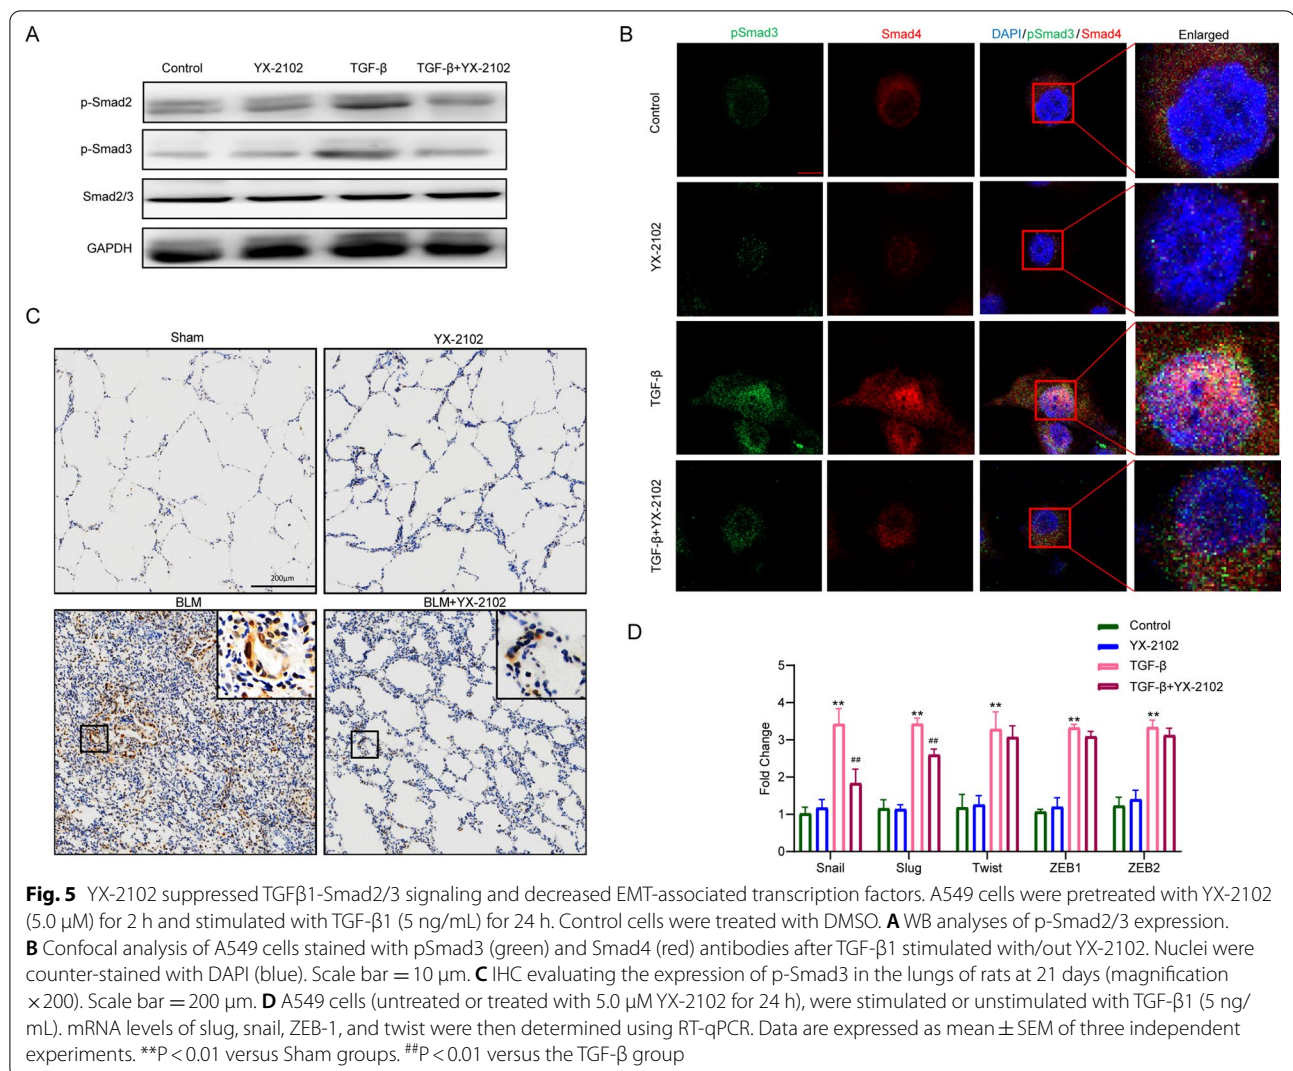 A
Control YX-2102 TGF-β TGF-β+YX-2102
p-Smad2
p-Smad3
Smad2/3
GAPDH
B
pSmad3 Smad4 DAPI/pSmad3/Smad4 Enlarged
Control
YX-2102
TGF-β
TGF-β+YX-2102
C
Sham YX-2102
200μm
BLM BLM+YX-2102
D
Control
YX-2102
TGF-β
TGF-β+YX-2102
Fold Change
5
4
3
2
1
0
** ** ** ** **
## ##
Snail Slug Twist ZEB1 ZEB2
Fig. 5 YX-2102 suppressed TGFβ1-Smad2/3 signaling and decreased EMT-associated transcription factors. A549 cells were pretreated with YX-2102
(5.0 μM) for 2 h and stimulated with TGF-β1 (5 ng/mL) for 24 h. Control cells were treated with DMSO. A WB analyses of p-Smad2/3 expression.
B Confocal analysis of A549 cells stained with pSmad3 (green) and Smad4 (red) antibodies after TGF-β1 stimulated with/out YX-2102. Nuclei were
counter-stained with DAPI (blue). Scale bar = 10 μm. C IHC evaluating the expression of p-Smad3 in the lungs of rats at 21 days (magnification
×200). Scale bar = 200 μm. D A549 cells (untreated or treated with 5.0 μM YX-2102 for 24 h), were stimulated or unstimulated with TGF-β1 (5 ng/
mL). mRNA levels of slug, snail, ZEB-1, and twist were then determined using RT-qPCR. Data are expressed as mean ± SEM of three independent
experiments. **P < 0.01 versus Sham groups. ##P < 0.01 versus the TGF-β group